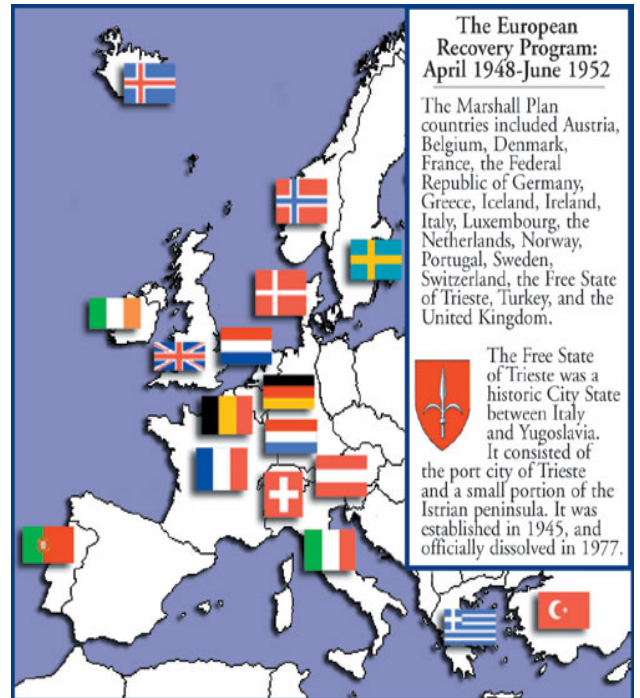 The European
Recovery Program:
April 1948-June 1952
The Marshall Plan
countries included Austria,
Belgium, Denmark,
France, the Federal
Republic of Germany,
Greece, Iceland, Ireland,
Italy, Luxembourg, the
Netherlands, Norway,
Portugal, Sweden,
Switzerland, the Free State
of Trieste, Turkey, and the
United Kingdom.
The Free State
of Trieste was a
historic City State
between Italy
and Yugoslavia.
It consisted of
the port city of Trieste
and a small portion of the
Istrian peninsula. It was
established in 1945, and
officially dissolved in 1977.